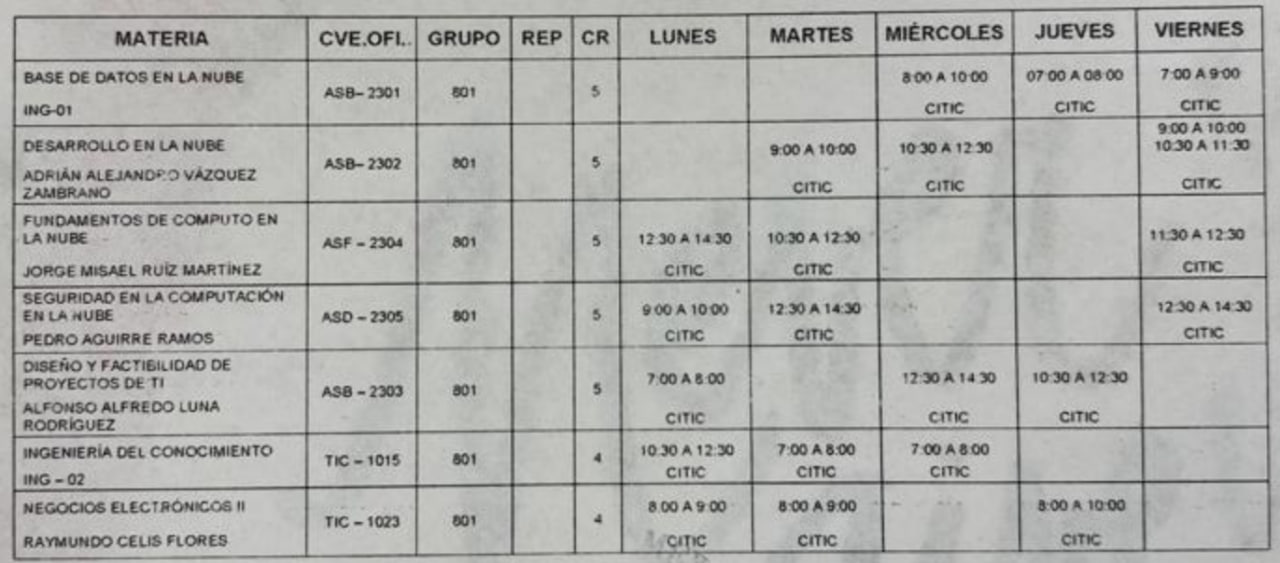 MATERIA CVE.OFI. GRUPO REP CR LUNES MARTES MIÉRCOLES JUEVES VIERNES
BASE DE DATOS EN LA NUBE
ING-01
ASB- 2301 801 5
8:00 A 10:00 07:00 A 08:00 7:00 A 9:00
CITIC CITIC CITIC
DESARROLLO EN LA NUBE
ADRIÁN ALEJANDRO VÁZQUEZ
ZAMBRANO
ASB- 2302 801 5
9:00 A 10:00 10:30 A 12:30 9:00 A 10:00
10:30 A 11:30
CITIC CITIC CITIC
FUNDAMENTOS DE COMPUTO EN
LA NUBE
JORGE MISAEL RUÍZ MARTÍNEZ
ASF – 2304 801 5
12:30 A 14:30 10:30 A 12:30 11:30 A 12:30
CITIC CITIC CITIC
SEGURIDAD EN LA COMPUTACIÓN
EN LA NUBE
PEDRO AGUIRRE RAMOS
ASD – 2305 801 5
9:00 A 10:00 12:30 A 14:30 12:30 A 14:30
CITIC CITIC CITIC
DISEÑO Y FACTIBILIDAD DE
PROYECTOS DE TI
ALFONSO ALFREDO LUNA
RODRÍGUEZ
ASB – 2303 801 5
7:00 A 8:00 12:30 A 14:30 10:30 A 12:30
CITIC CITIC CITIC
INGENIERÍA DEL CONOCIMIENTO
ING – 02
TIC – 1015 801 4
10:30 A 12:30 7:00 A 8:00 7:00 A 8:00
CITIC CITIC CITIC
NEGOCIOS ELECTRÓNICOS II
RAYMUNDO CELIS FLORES
TIC – 1023 801 4
8:00 A 9:00 8:00 A 9:00 8:00 A 10:00
CITIC CITIC CITIC